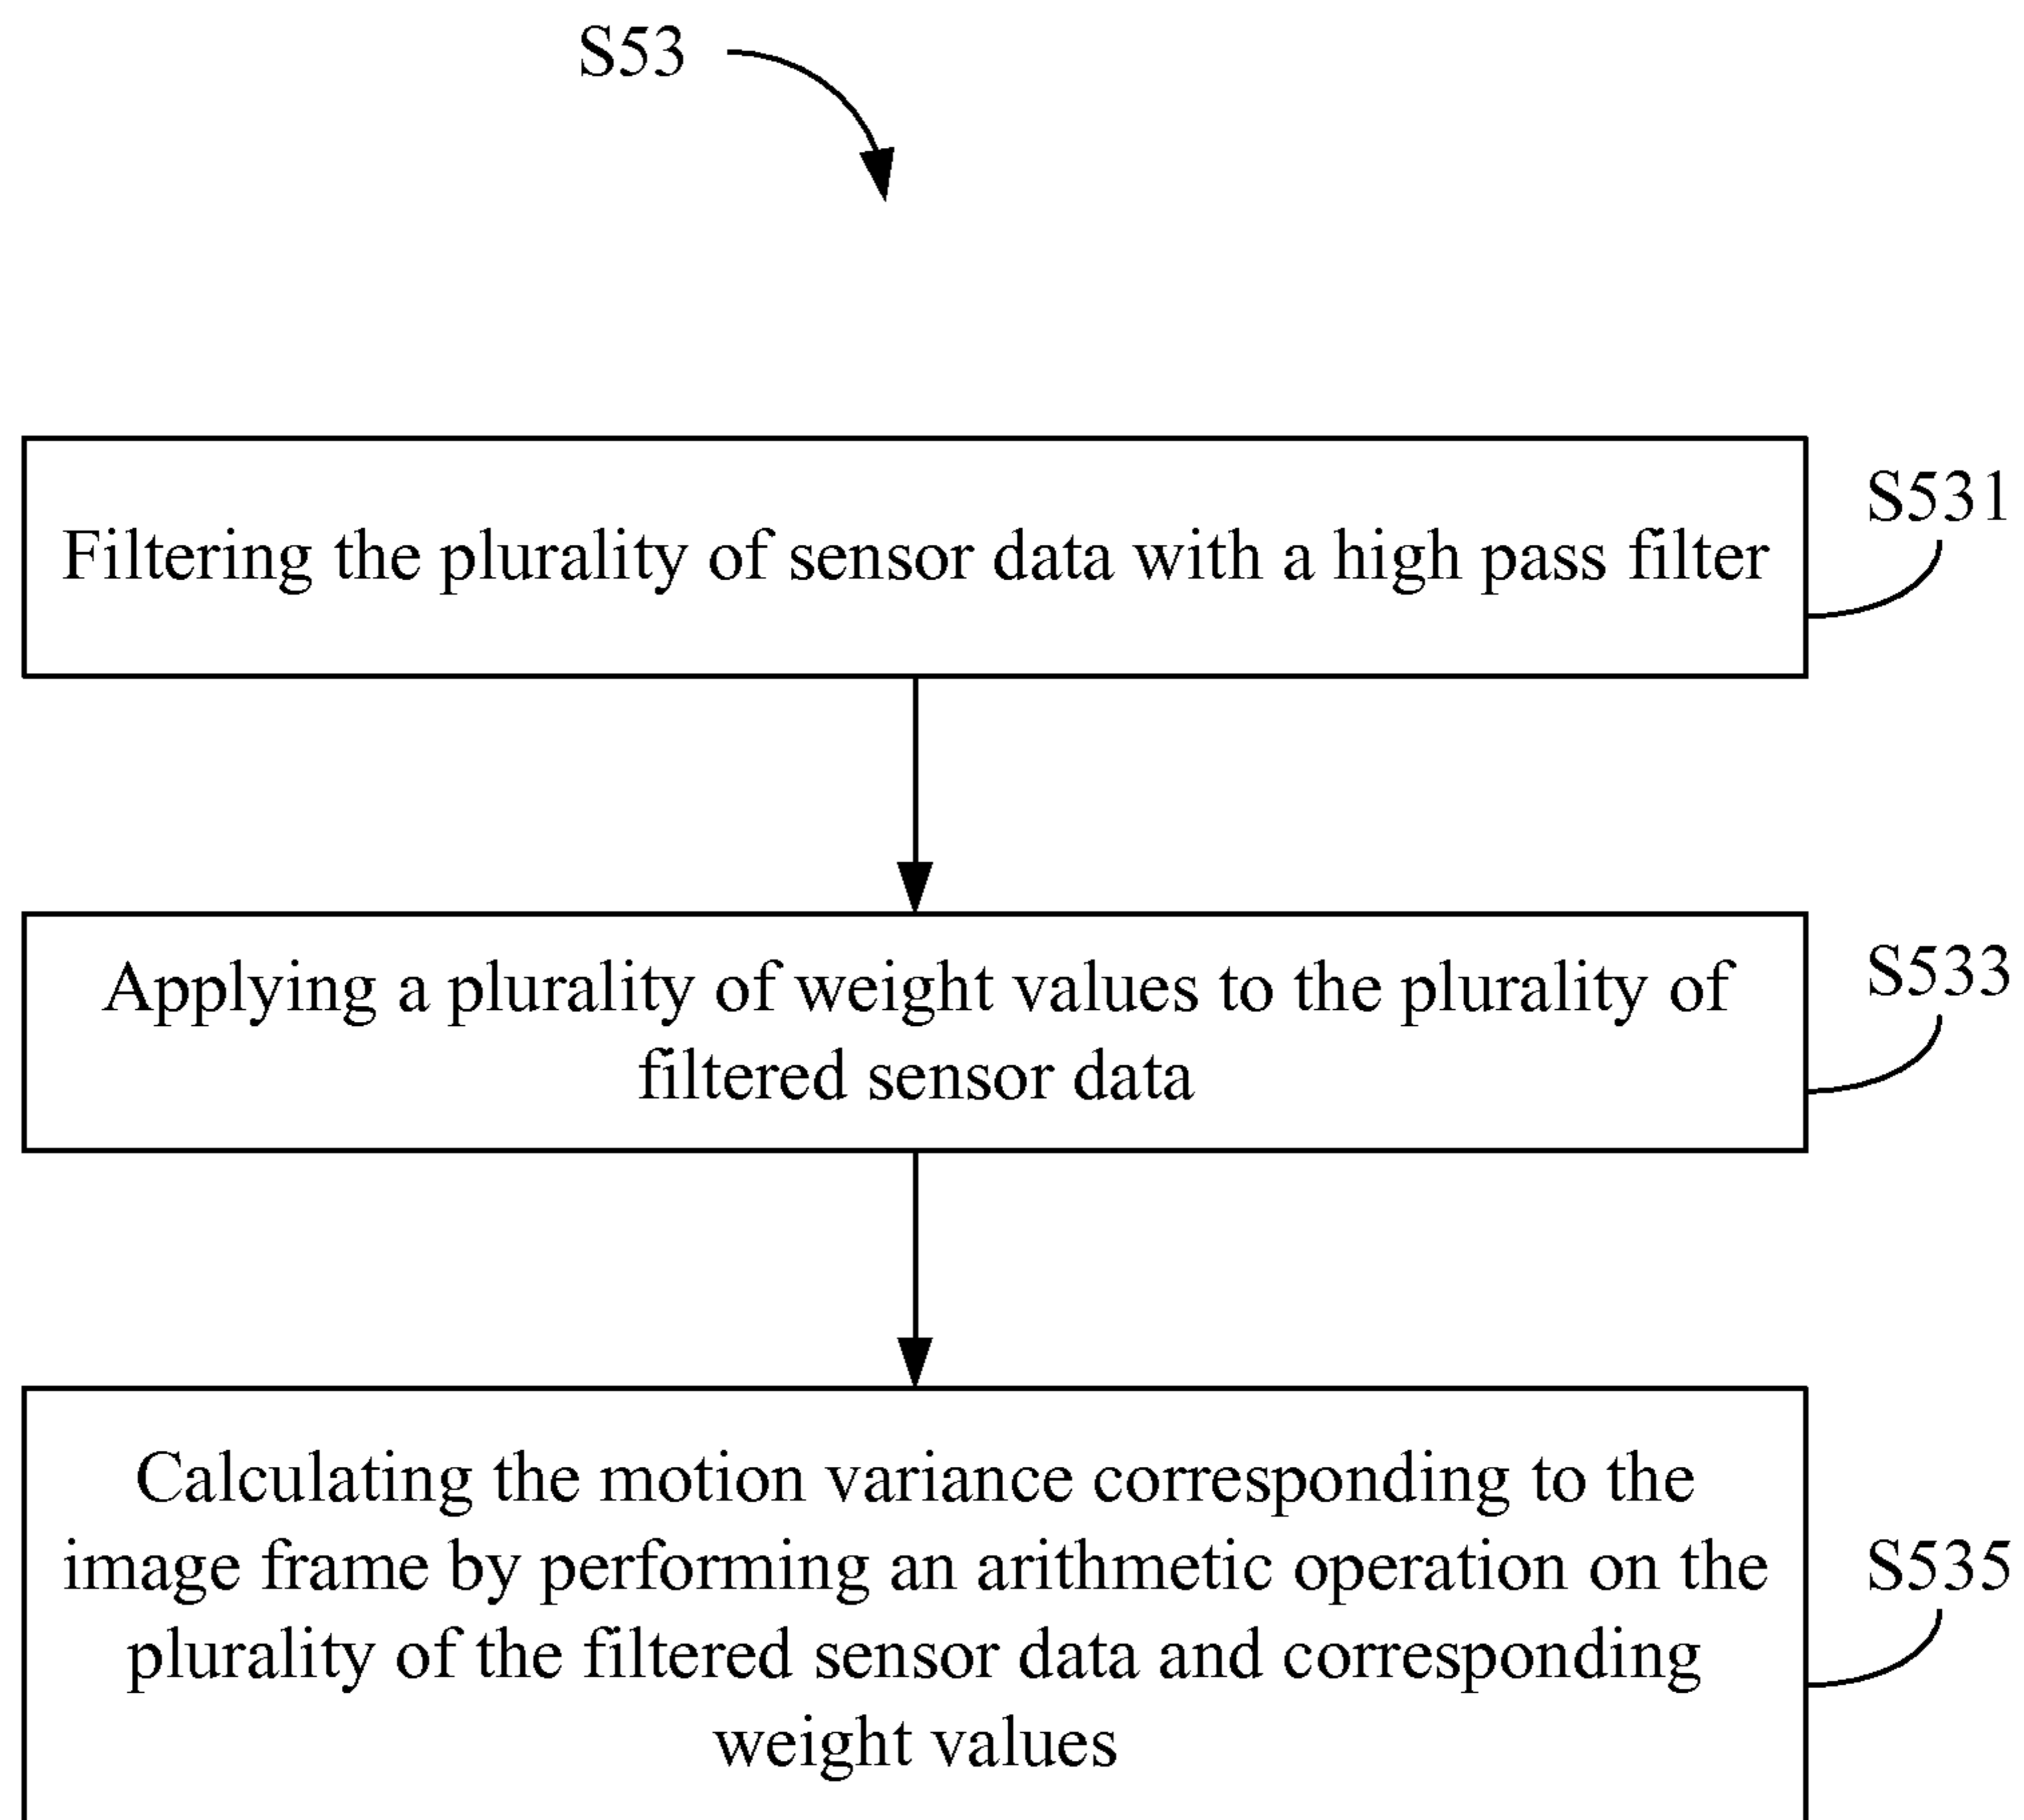 S53
S531
Filtering the plurality of sensor data with a high pass filter
S533
Applying a plurality of weight values to the plurality of
filtered sensor data
Calculating the motion variance corresponding to the
image frame by performing an arithmetic operation on the
S535
plurality of the filtered sensor data and corresponding
weight values